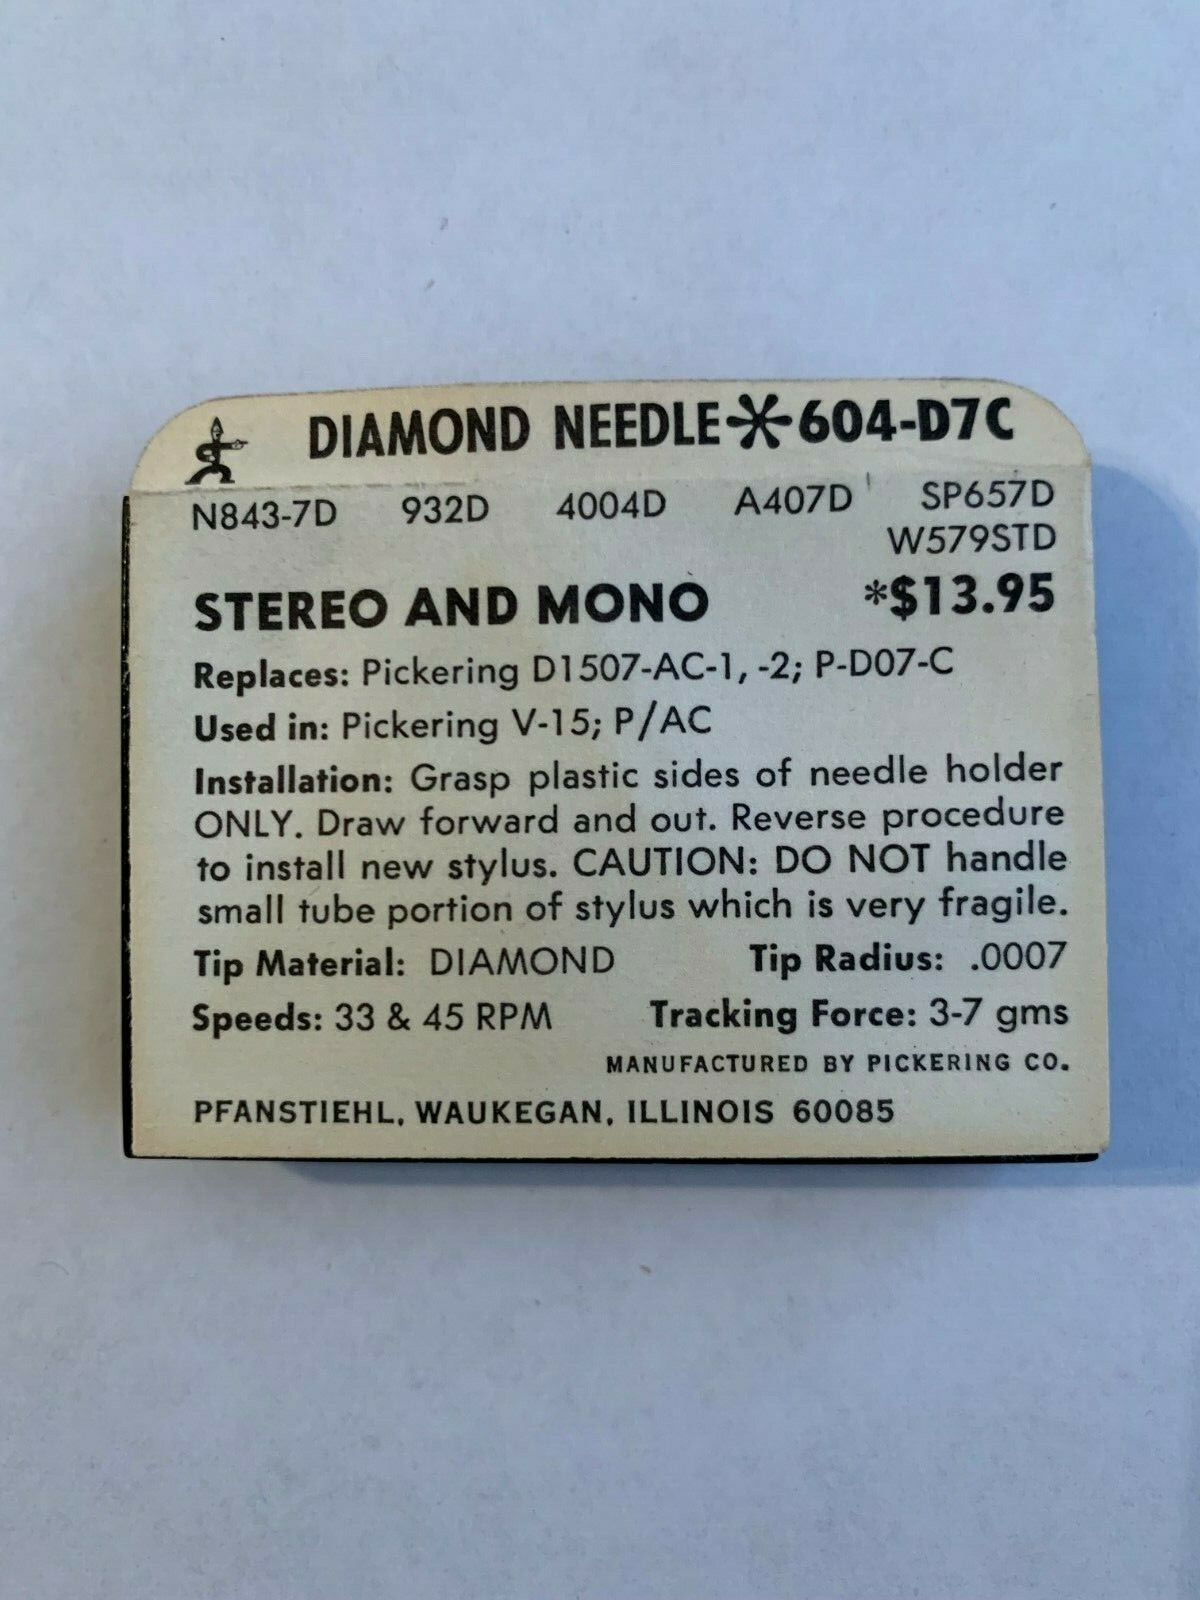 DIAMOND NEEDLE*604-D7C
N843-7D 932D 4004D A407D SP657D
W579STD
STEREO AND MONO *$13.95
Replaces: Pickering D1507-AC-1, -2; P-D07-C
Used in: Pickering V-15; P/AC
Installation: Grasp plastic sides of needle holder
ONLY. Draw forward and out. Reverse procedure
to install new stylus. CAUTION: DO NOT handle
small tube portion of stylus which is very fragile.
Tip Material: DIAMOND Tip Radius: .0007
Speeds: 33 & 45 RPM Tracking Force: 3-7 gms
MANUFACTURED BY PICKERING CO.
PFANSTIEHL, WAUKEGAN, ILLINOIS 60085